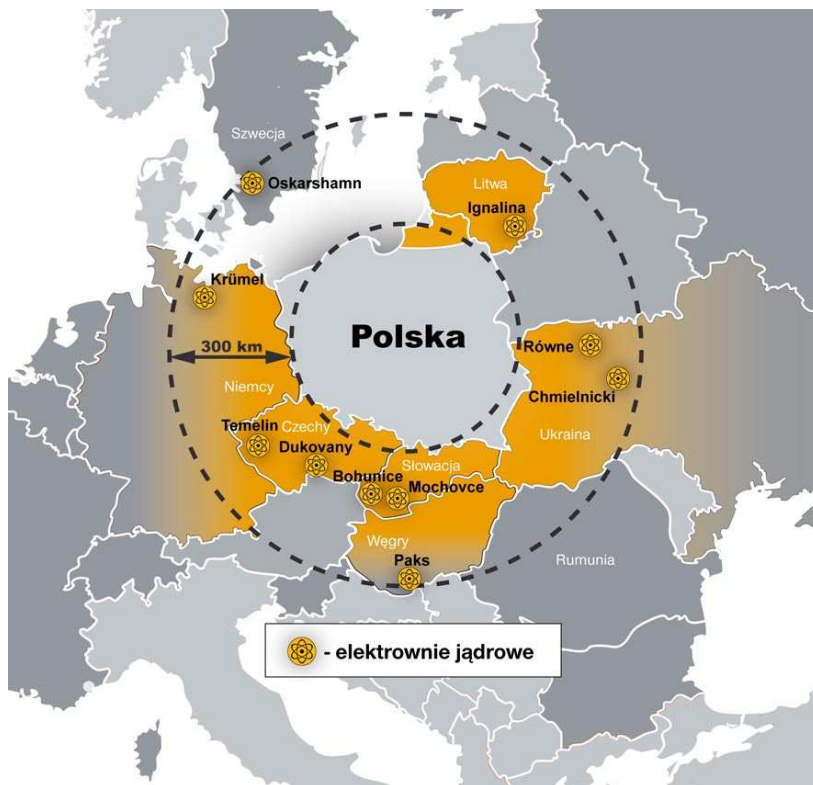 Szwecja
Oskarshamn
Litwa
Ignalina
Krümel
Polska
300 km
Równe
Niemcy
Chmielnicki
Temelin
Czechy
Ukraina
Dukovany
Bohunice
Słowacja
Mochovce
Węgry
Paks
Rumunia
- elektrownie jądrowe